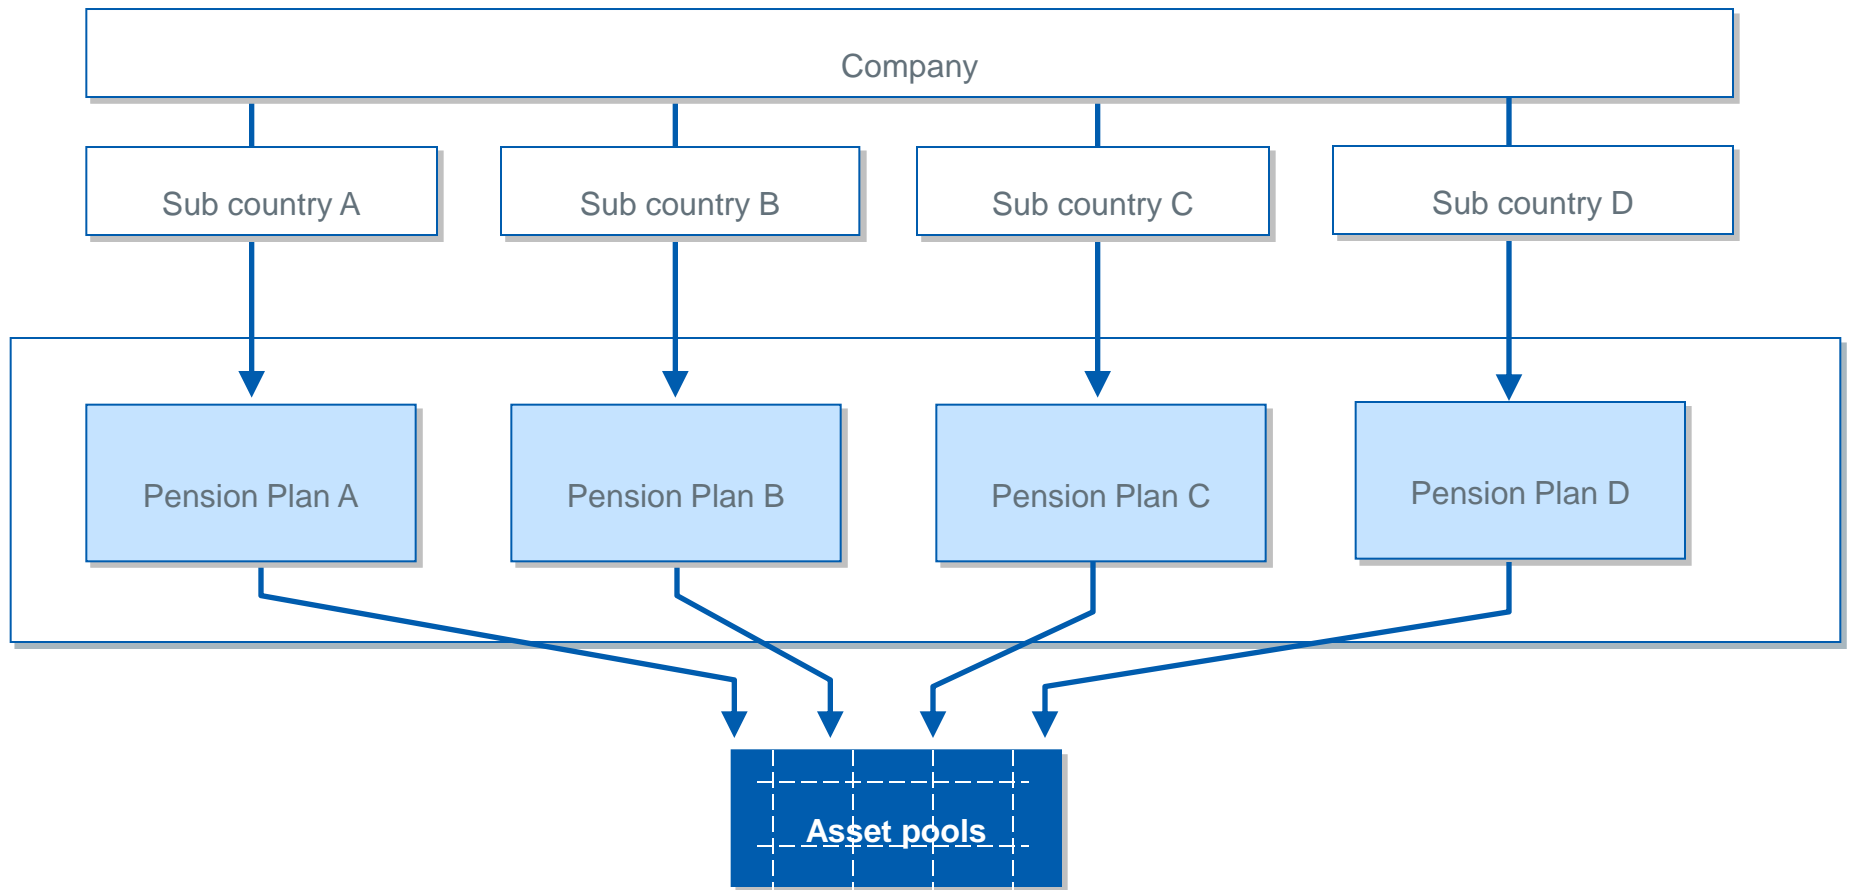 Company
Sub country A
Sub country B
Sub country C
Sub country D
Pension Plan A
Pension Plan B
Pension Plan C
Pension Plan D
Asset pools